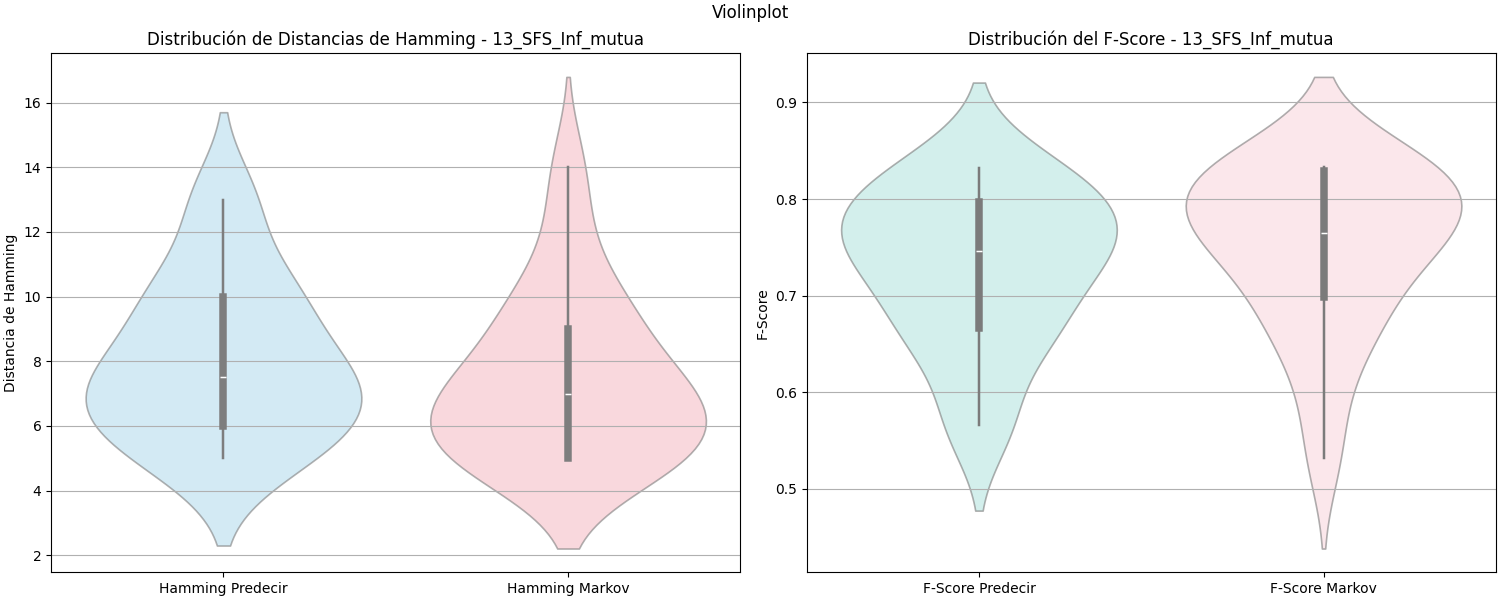 Violinplot
Distribución de Distancias de Hamming - 13_SFS_Inf_mutua
Distancia de Hamming
16
14
12
10
8
6
4
2
Hamming Predecir
Hamming Markov
Distribución del F-Score - 13_SFS_Inf_mutua
F-Score
0.9
0.8
0.7
0.6
0.5
F-Score Predecir
F-Score Markov